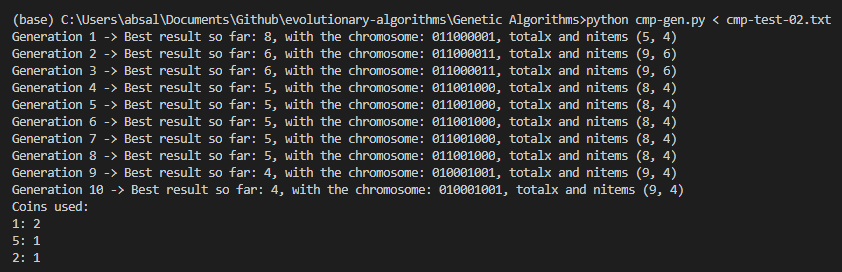 (base) C:\Users\absal\Documents\Github\evolutionary-algorithms\Genetic Algorithms>python cmp-gen.py < cmp-test-02.txt
Generation 1 -> Best result so far: 8, with the chromosome: 011000001, totalx and nitems (5, 4)
Generation 2 -> Best result so far: 6, with the chromosome: 011000011, totalx and nitems (9, 6)
Generation 3 -> Best result so far: 6, with the chromosome: 011000011, totalx and nitems (9, 6)
Generation 4 -> Best result so far: 5, with the chromosome: 011001000, totalx and nitems (8, 4)
Generation 5 -> Best result so far: 5, with the chromosome: 011001000, totalx and nitems (8, 4)
Generation 6 -> Best result so far: 5, with the chromosome: 011001000, totalx and nitems (8, 4)
Generation 7 -> Best result so far: 5, with the chromosome: 011001000, totalx and nitems (8, 4)
Generation 8 -> Best result so far: 5, with the chromosome: 011001000, totalx and nitems (8, 4)
Generation 9 -> Best result so far: 4, with the chromosome: 010001001, totalx and nitems (9, 4)
Generation 10 -> Best result so far: 4, with the chromosome: 010001001, totalx and nitems (9, 4)
Coins used:
1: 2
5: 1
2: 1